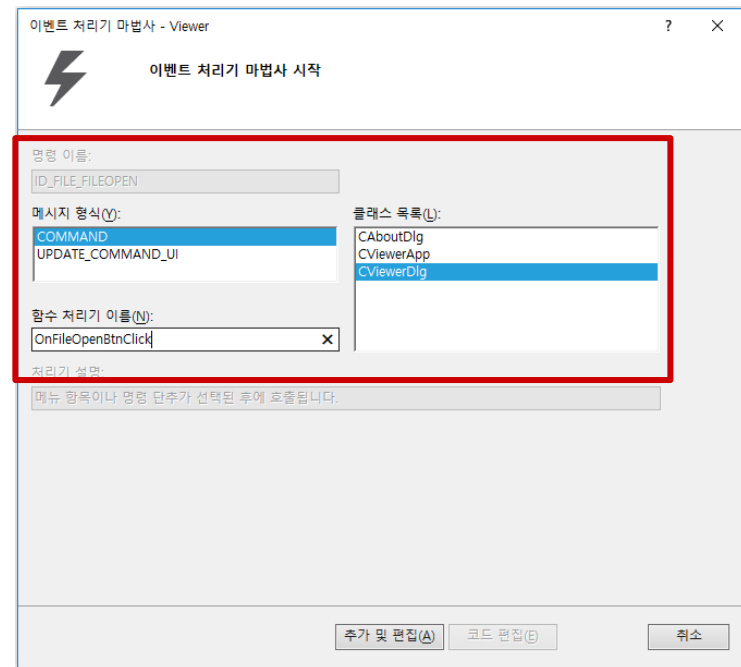 이벤트 처리기 마법사 - Viewer
이벤트 처리기 마법사 시작
명령 이름:
ID_FILE_FILEOPEN
메시지 형식(Y):
COMMAND
UPDATE_COMMAND_UI
클래스 목록(L):
CAboutDlg
CViewerApp
CViewerDlg
함수 처리기 이름(N):
OnFileOpenBtnClick
처리기 설명:
메뉴 항목이나 명령 단추가 선택된 후에 호출됩니다.
추가 및 편집(A)
코드 편집(E)
취소